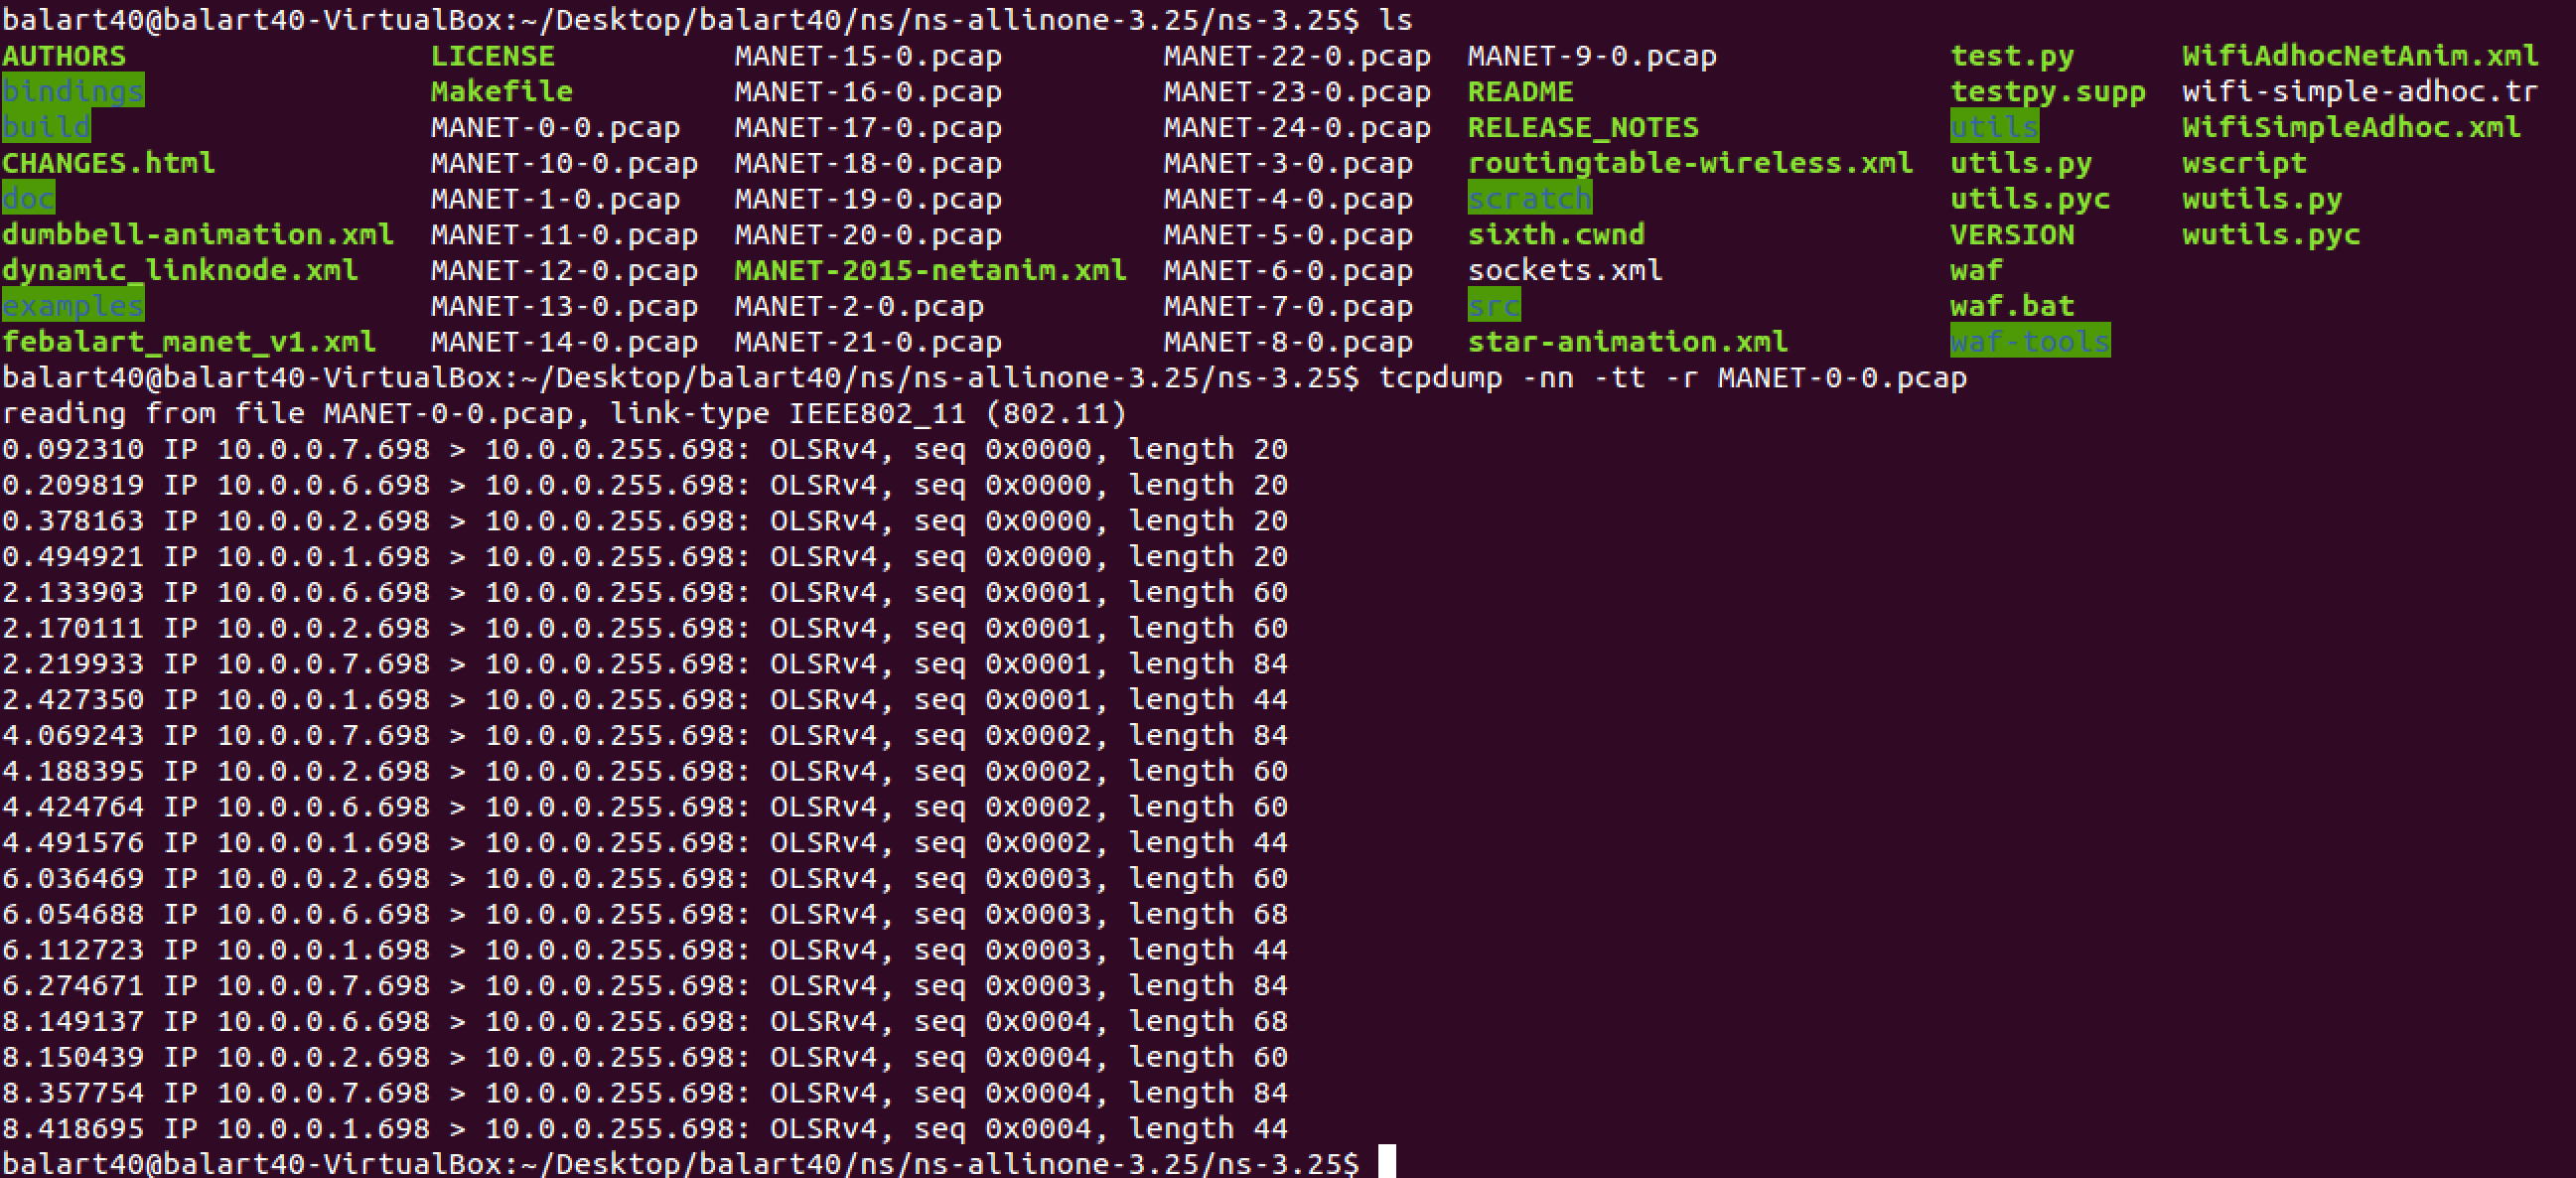 balart40@balart40-VirtualBox:~/Desktop/balart40/ns/ns-allinone-3.25/ns-3.25$ ls
AUTHORS LICENSE MANET-15-0.pcap MANET-22-0.pcap MANET-9-0.pcap test.py WifiAdhocNetAnim.xml
bindings Makefile MANET-16-0.pcap MANET-23-0.pcap README testpy.supp wifi-simple-adhoc.tr
build MANET-0-0.pcap MANET-17-0.pcap MANET-24-0.pcap RELEASE_NOTES utils WifiSimpleAdhoc.xml
CHANGES.html MANET-10-0.pcap MANET-18-0.pcap MANET-3-0.pcap routingtable-wireless.xml utils.py wscript
doc MANET-1-0.pcap MANET-19-0.pcap MANET-4-0.pcap scratch utils.pyc wutils.py
dumbbell-animation.xml MANET-11-0.pcap MANET-20-0.pcap MANET-5-0.pcap sixth.cwnd VERSION wutils.pyc
dynamic_linknode.xml MANET-12-0.pcap MANET-2015-netanim.xml MANET-6-0.pcap sockets.xml waf
examples MANET-13-0.pcap MANET-2-0.pcap MANET-7-0.pcap src waf.bat
febalart_manet_v1.xml MANET-14-0.pcap MANET-21-0.pcap MANET-8-0.pcap star-animation.xml waf-tools
balart40@balart40-VirtualBox:~/Desktop/balart40/ns/ns-allinone-3.25/ns-3.25$ tcpdump -nn -tt -r MANET-0-0.pcap
reading from file MANET-0-0.pcap, link-type IEEE802_11 (802.11)
0.092310 IP 10.0.0.7.698 > 10.0.0.255.698: OLSRv4, seq 0x0000, length 20
0.209819 IP 10.0.0.6.698 > 10.0.0.255.698: OLSRv4, seq 0x0000, length 20
0.378163 IP 10.0.0.2.698 > 10.0.0.255.698: OLSRv4, seq 0x0000, length 20
0.494921 IP 10.0.0.1.698 > 10.0.0.255.698: OLSRv4, seq 0x0000, length 20
2.133903 IP 10.0.0.6.698 > 10.0.0.255.698: OLSRv4, seq 0x0001, length 60
2.170111 IP 10.0.0.2.698 > 10.0.0.255.698: OLSRv4, seq 0x0001, length 60
2.219933 IP 10.0.0.7.698 > 10.0.0.255.698: OLSRv4, seq 0x0001, length 84
2.427350 IP 10.0.0.1.698 > 10.0.0.255.698: OLSRv4, seq 0x0001, length 44
4.069243 IP 10.0.0.7.698 > 10.0.0.255.698: OLSRv4, seq 0x0002, length 84
4.188395 IP 10.0.0.2.698 > 10.0.0.255.698: OLSRv4, seq 0x0002, length 60
4.424764 IP 10.0.0.6.698 > 10.0.0.255.698: OLSRv4, seq 0x0002, length 60
4.491576 IP 10.0.0.1.698 > 10.0.0.255.698: OLSRv4, seq 0x0002, length 44
6.036469 IP 10.0.0.2.698 > 10.0.0.255.698: OLSRv4, seq 0x0003, length 60
6.054688 IP 10.0.0.6.698 > 10.0.0.255.698: OLSRv4, seq 0x0003, length 68
6.112723 IP 10.0.0.1.698 > 10.0.0.255.698: OLSRv4, seq 0x0003, length 44
6.274671 IP 10.0.0.7.698 > 10.0.0.255.698: OLSRv4, seq 0x0003, length 84
8.149137 IP 10.0.0.6.698 > 10.0.0.255.698: OLSRv4, seq 0x0004, length 68
8.150439 IP 10.0.0.2.698 > 10.0.0.255.698: OLSRv4, seq 0x0004, length 60
8.357754 IP 10.0.0.7.698 > 10.0.0.255.698: OLSRv4, seq 0x0004, length 84
8.418695 IP 10.0.0.1.698 > 10.0.0.255.698: OLSRv4, seq 0x0004, length 44
balart40@balart40-VirtualBox:~/Desktop/balart40/ns/ns-allinone-3.25/ns-3.25$